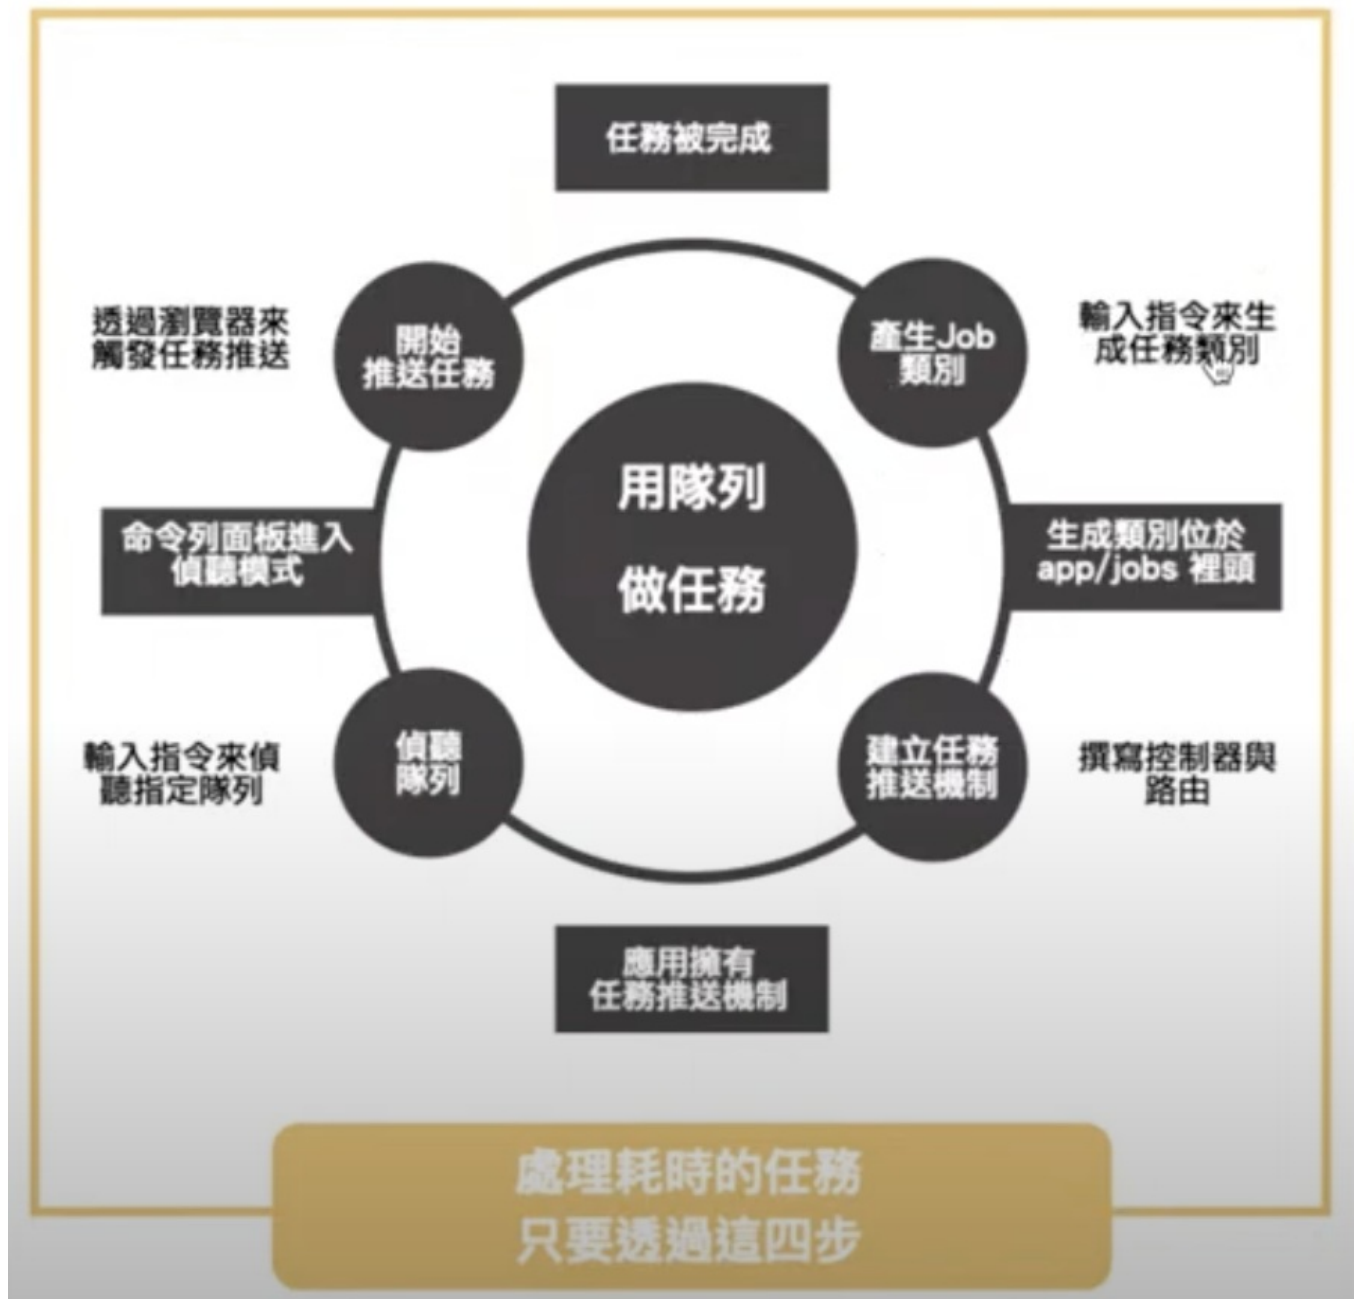 任務被完成
透過瀏覽器來
觸發任務推送
開始
推送任務
產生Job
類別
輸入指令來生
成任務類別
用隊列
做任務
命令列面板進入
偵聽模式
生成類別位於
app/jobs 裡頭
輸入指令來偵
聽指定隊列
偵聽
隊列
建立任務
推送機制
撰寫控制器與
路由
應用擁有
任務推送機制
處理耗時的任務
只要透過這四步